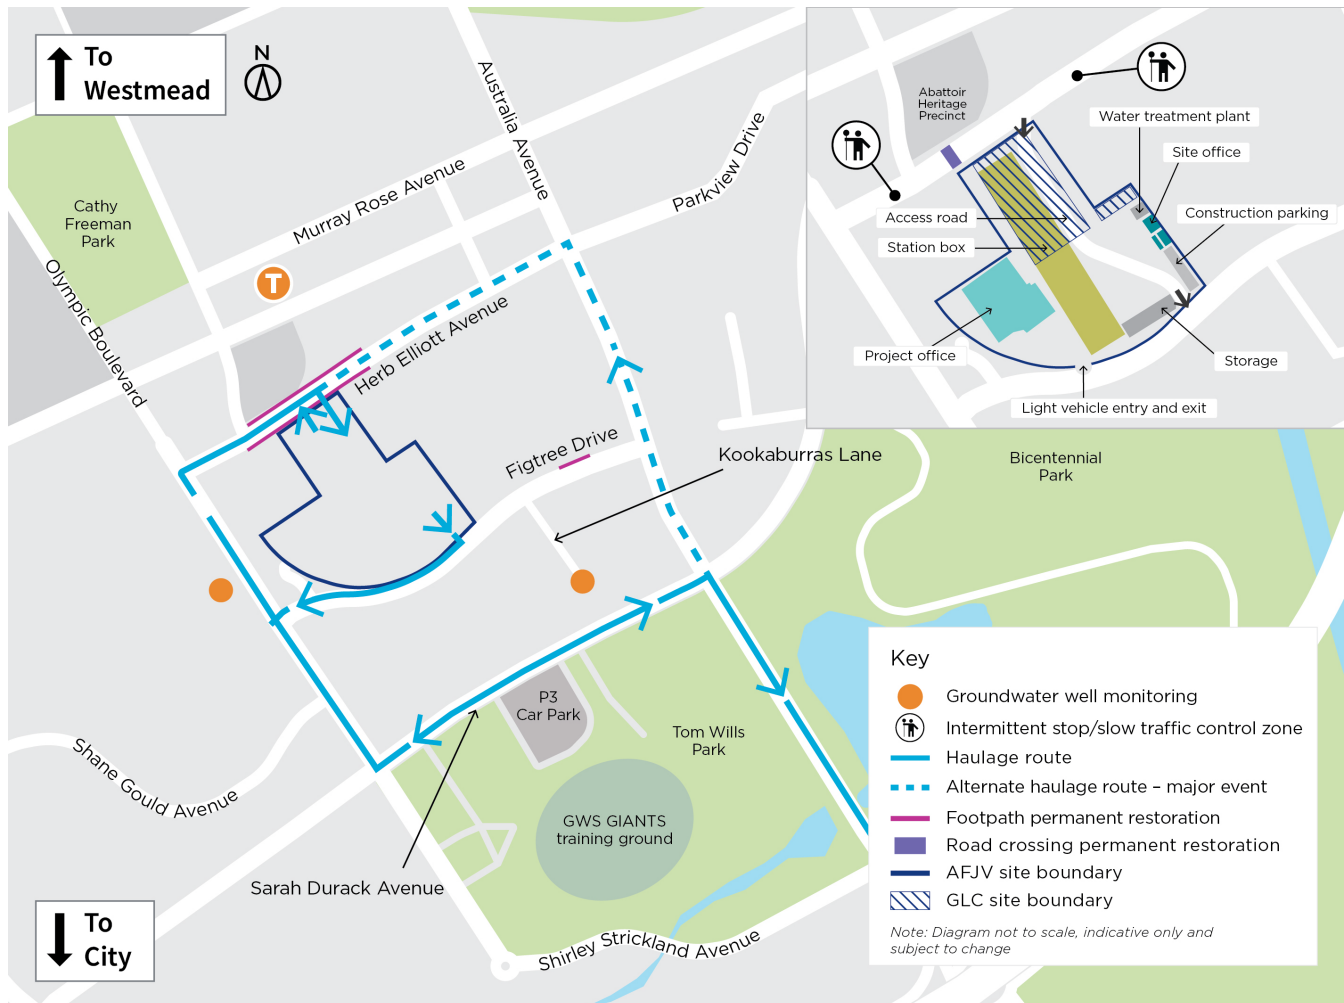 To
Westmead
N
Australia Avenue
Murray Rose Avenue
Parkview Drive
Cathy
Freeman
Park
Olympic Boulevard
T
Herb Elliott Avenue
Figtree Drive
Kookaburras Lane
Abattoir
Heritage
Precinct
Water treatment plant
Site office
Construction parking
Access road
Station box
Project office
Storage
Light vehicle entry and exit
Bicentennial
Park
P3
Car Park
Tom Wills
Park
GWS GIANTS
training ground
Shane Gould Avenue
Sarah Durack Avenue
Shirley Strickland Avenue
To
City
Key
Groundwater well monitoring
Intermittent stop/slow traffic control zone
Haulage route
Alternate haulage route – major event
Footpath permanent restoration
Road crossing permanent restoration
AFJV site boundary
GLC site boundary
Note: Diagram not to scale, indicative only and
subject to change